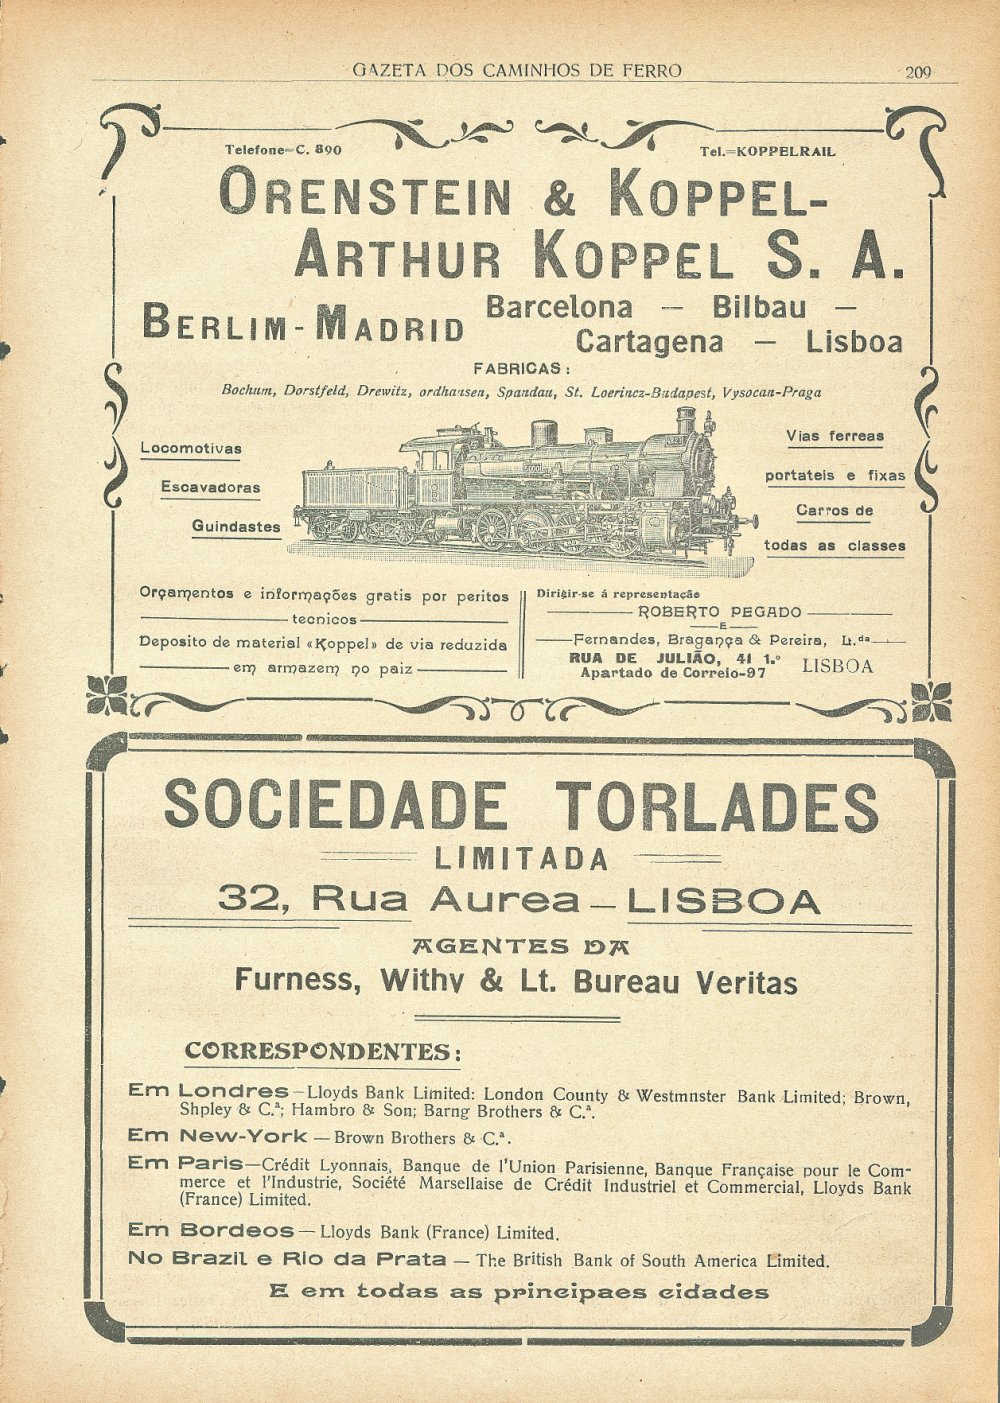 GAZETA DOS CAMINHOS DE FERRO 209
Telefone=C. 890 Tel.=KOPPELRAIL
ORENSTEIN & KOPPEL-
ARTHUR KOPPEL S. A.
BERLIM-MADRID Barcelona — Bilbau —
Cartagena — Lisboa
FABRICAS:
Bochum, Dorstfeld, Drewitz, ordhausen, Spandau, St. Loerincz-Budapest, Vysocan-Praga
Locomotivas
Escavadoras
Guindastes
Vias ferreas
portateis e fixas
Carros de
todas as classes
Orçamentos e informações gratis por peritos
tecnicos
Deposito de material «Koppel» de via reduzida
em armazem no paiz
Dirigir-se á representação
ROBERTO PEGADO
E
Fernandes, Bragança & Pereira, Lt.da
RUA DE JULIÃO, 41 1.º LISBOA
Apartado de Correio-97
SOCIEDADE TORLADES
LIMITADA
32, Rua Aurea — LISBOA
AGENTES DA
Furness, Withv & Lt. Bureau Veritas
CORRESPONDENTES:
Em Londres — Lloyds Bank Limited: London County & Westmnster Bank Limited; Brown,
Shpley & C.ª; Hambro & Son; Barng Brothers & C.ª.
Em New-York — Brown Brothers & C.ª.
Em Paris — Crédit Lyonnais, Banque de l'Union Parisienne, Banque Française pour le Com-
merce et l'Industrie, Société Marsellaise de Crédit Industriel et Commercial, Lloyds Bank
(France) Limited.
Em Bordeos — Lloyds Bank (France) Limited.
No Brazil e Rio da Prata — The British Bank of South America Limited.
E em todas as principaes cidades